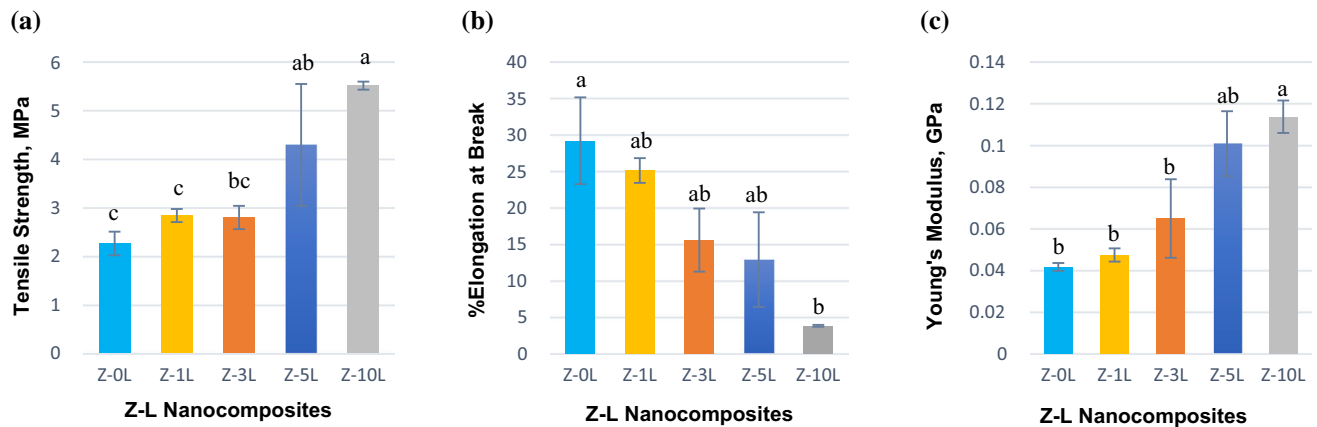 (a)
Tensile Strength, MPa
6
5
4
3
2
1
0
c
c
bc
ab
a
Z-0L Z-1L Z-3L Z-5L Z-10L
Z-L Nanocomposites
(b)
%Elongation at Break
40
35
30
25
20
15
10
5
0
a
ab
ab
ab
b
Z-0L Z-1L Z-3L Z-5L Z-10L
Z-L Nanocomposites
(c)
Young's Modulus, GPa
0.14
0.12
0.1
0.08
0.06
0.04
0.02
0
b
b
b
ab
a
Z-0L Z-1L Z-3L Z-5L Z-10L
Z-L Nanocomposites